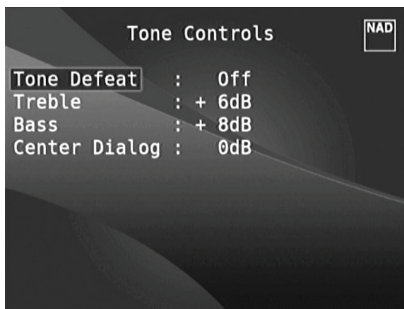 Tone Controls
NAD
Tone Defeat : Off
Treble : + 6dB
Bass : + 8dB
Center Dialog : 0dB